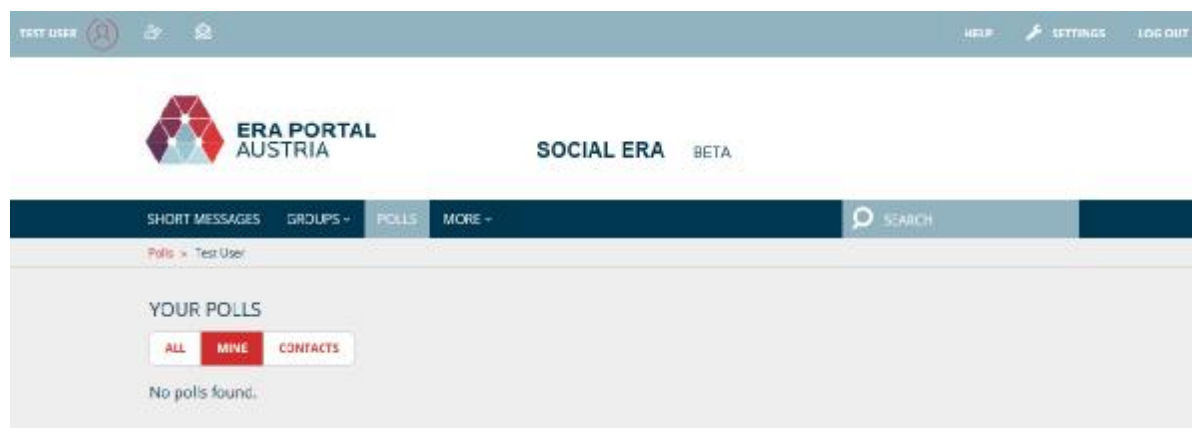 TEST USER HELP SETTINGS LOG OUT
ERA PORTAL
AUSTRIA
SOCIAL ERA BETA
SHORT MESSAGES GROUPS POLLS MORE SEARCH
Polls » Test User
YOUR POLLS
ALL MINE CONTACTS
No polls found.